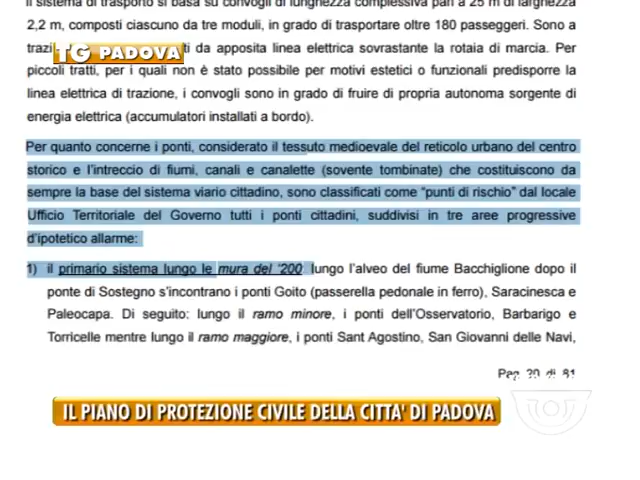 il sistema di trasporto si basa su convogli di lunghezza complessiva pari a 25 m di larghezza
2,2 m, composti ciascuno da tre moduli, in grado di trasportare oltre 180 passeggeri. Sono a
trazi
TG PADOVA
ti da apposita linea elettrica sovrastante la rotaia di marcia. Per
piccoli tratti, per i quali non è stato possibile per motivi estetici o funzionali predisporre la
linea elettrica di trazione, i convogli sono in grado di fruire di propria autonoma sorgente di
energia elettrica (accumulatori installati a bordo).
Per quanto concerne i ponti, considerato il tessuto medioevale del reticolo urbano del centro
storico e l'intreccio di fiumi, canali e canalette (sovente tombinate) che costituiscono da
sempre la base del sistema viario cittadino, sono classificati come "punti di rischio" dal locale
Ufficio Territoriale del Governo tutti i ponti cittadini, suddivisi in tre aree progressive
d'ipotetico allarme:
1) il primario sistema lungo le mura del '200: lungo l'alveo del fiume Bacchiglione dopo il
ponte di Sostegno s'incontrano i ponti Goito (passerella pedonale in ferro), Saracinesca e
Paleocapa. Di seguito: lungo il ramo minore, i ponti dell'Osservatorio, Barbarigo e
Torricelle mentre lungo il ramo maggiore, i ponti Sant Agostino, San Giovanni delle Navi,
Pag. 20 di 81
IL PIANO DI PROTEZIONE CIVILE DELLA CITTA' DI PADOVA